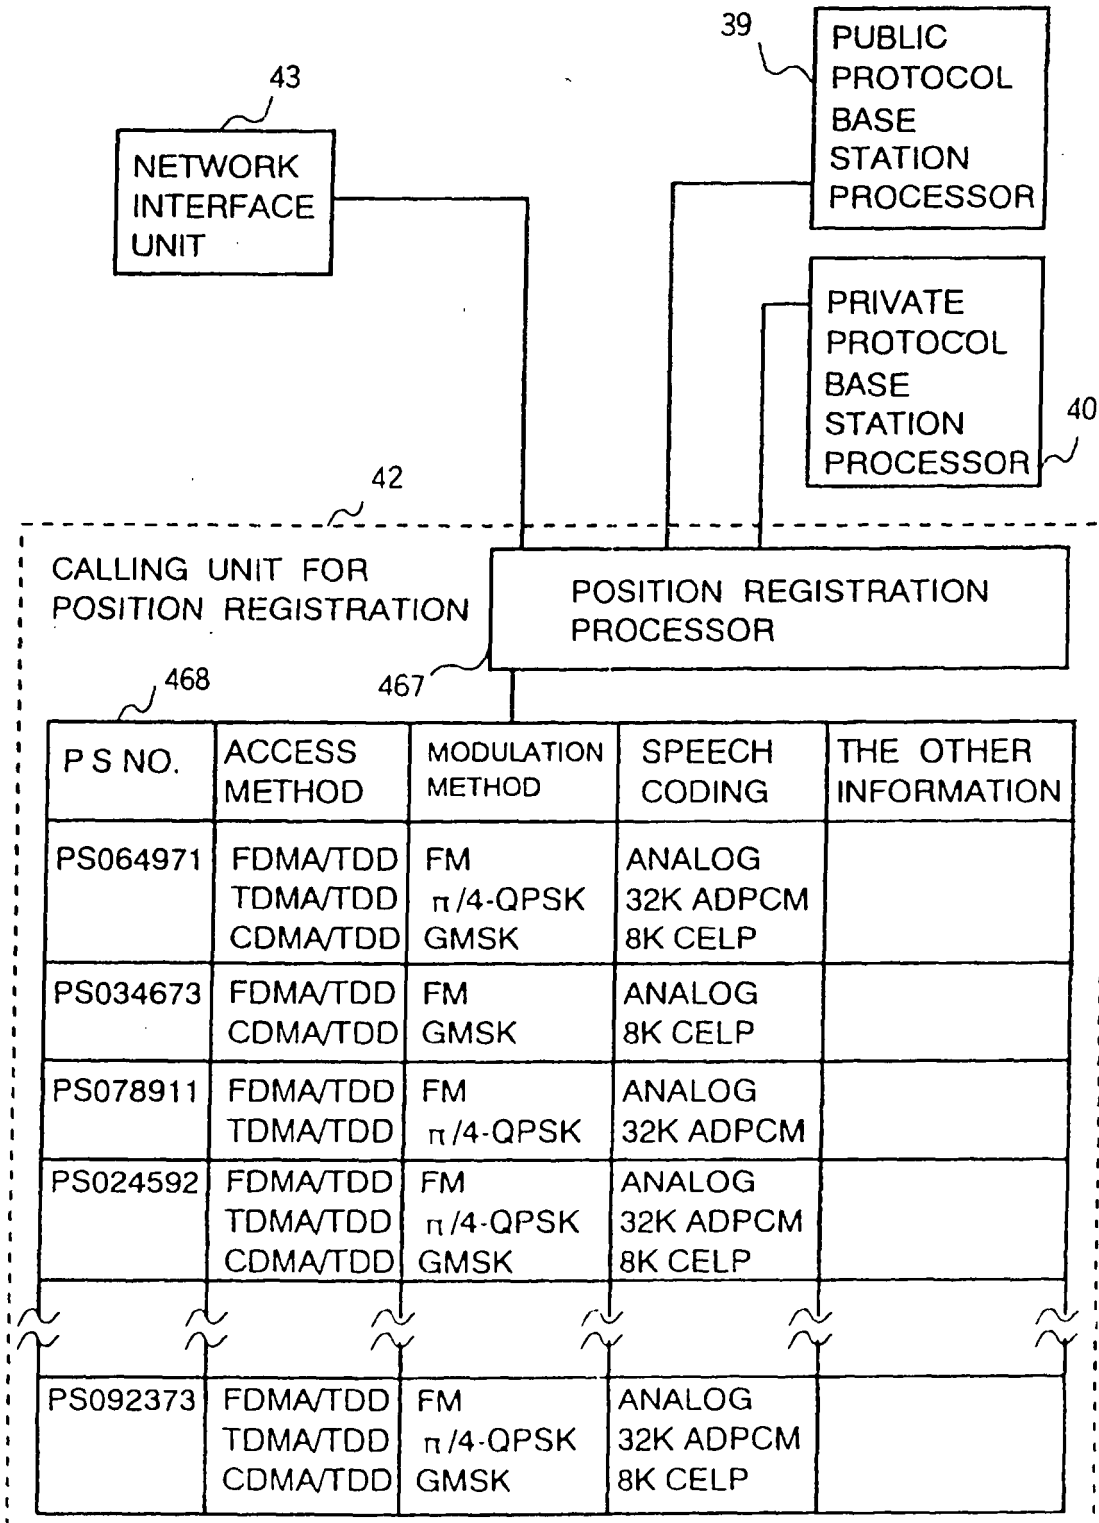 39
PUBLIC
PROTOCOL
BASE
STATION
PROCESSOR
43
NETWORK
INTERFACE
UNIT
PRIVATE
PROTOCOL
BASE
STATION
PROCESSOR
40
42
CALLING UNIT FOR
POSITION REGISTRATION
POSITION REGISTRATION
PROCESSOR
467
468
PS NO. ACCESS METHOD MODULATION METHOD SPEECH CODING THE OTHER INFORMATION
PS064971 FDMA/TDD FM ANALOG
TDMA/TDD π/4-QPSK 32K ADPCM
CDMA/TDD GMSK 8K CELP
PS034673 FDMA/TDD FM ANALOG
CDMA/TDD GMSK 8K CELP
PS078911 FDMA/TDD FM ANALOG
TDMA/TDD π/4-QPSK 32K ADPCM
PS024592 FDMA/TDD FM ANALOG
TDMA/TDD π/4-QPSK 32K ADPCM
CDMA/TDD GMSK 8K CELP
PS092373 FDMA/TDD FM ANALOG
TDMA/TDD π/4-QPSK 32K ADPCM
CDMA/TDD GMSK 8K CELP